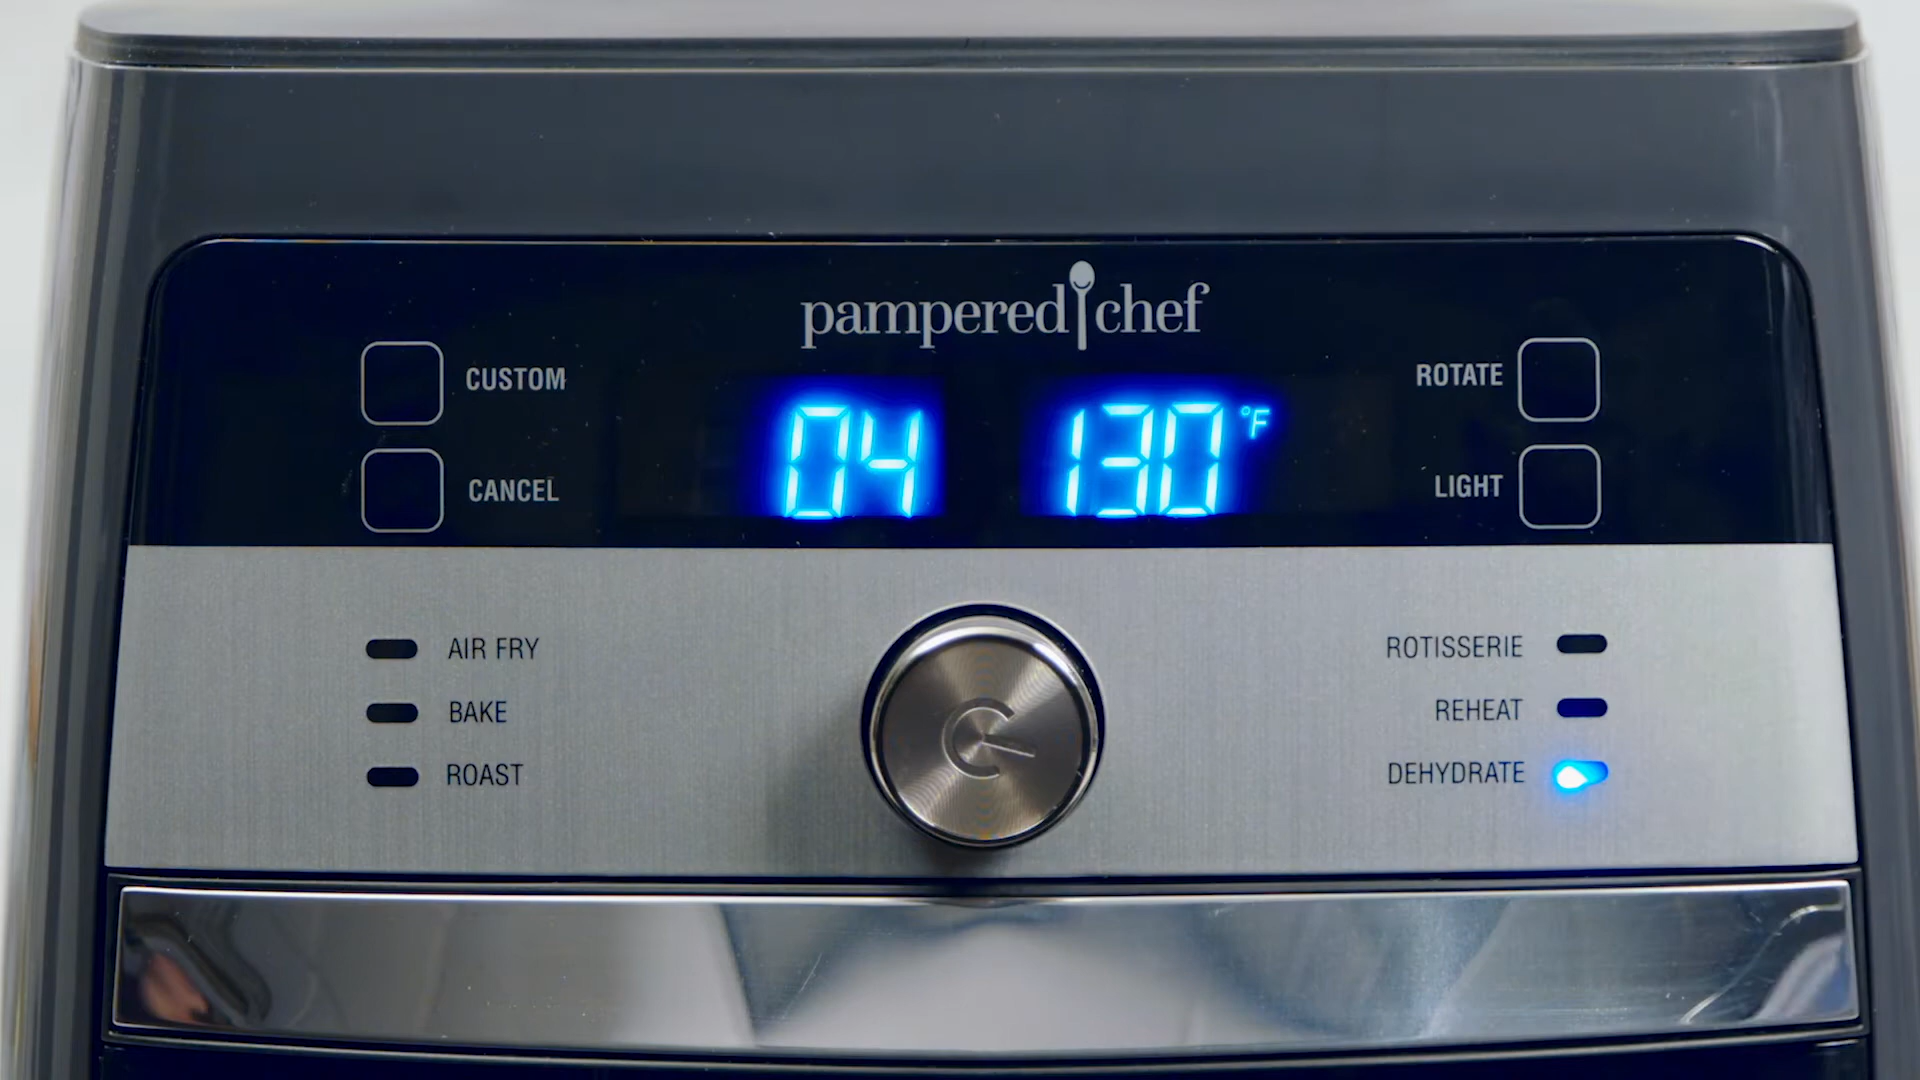 pampered chef
CUSTOM
ROTATE
04 130 °F
CANCEL
LIGHT
AIR FRY
ROTISSERIE
BAKE
REHEAT
ROAST
DEHYDRATE